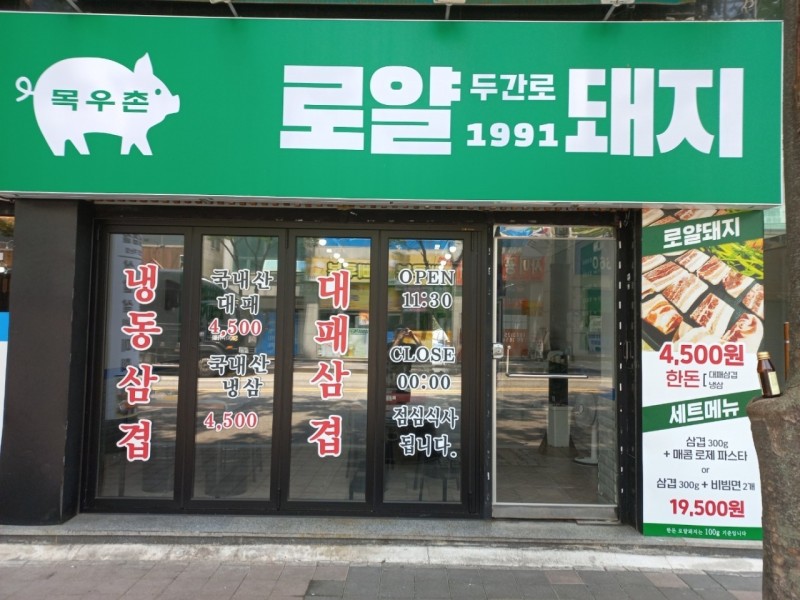 목우촌
로얄 두간로 1991 돼지
냉동삼겹
국내산
대패
4,500
국내산
냉삼
4,500
대패삼겹
OPEN
11:30
CLOSE
00:00
점심식사
됩니다.
로얄돼지
4,500원
한돈 [ 대패삼겹
냉삼
세트메뉴
삼겹 300g
+ 매콤 로제 파스타
or
삼겹 300g + 비빔면 2개
19,500원
100g